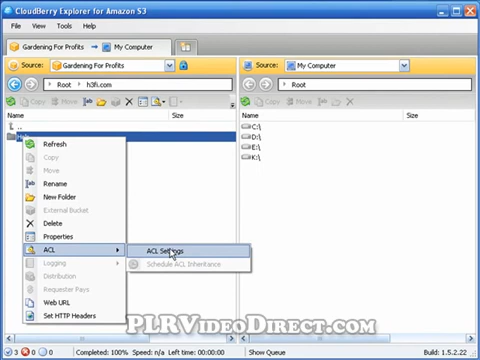 CloudBerry Explorer for Amazon S3
File View Tools Help
Gardening For Profits → My Computer
Source: Gardening For Profits
Source: My Computer
Root h3fi.com
Root
Copy Move
Copy Move
Name Size
Name Size
..
C:\
D:\
E:\
K:\
Refresh
Copy
Move
Rename
New Folder
External Bucket
Delete
Properties
ACL
ACL Settings
Logging
Schedule ACL Inheritance
Distribution
Requester Pays
Web URL
Set HTTP Headers
PLRVideoDirect.com
3 0 0 Completed: 100% Speed: n/a Left time: 00:00:00 Show Queue 1.5.2.22